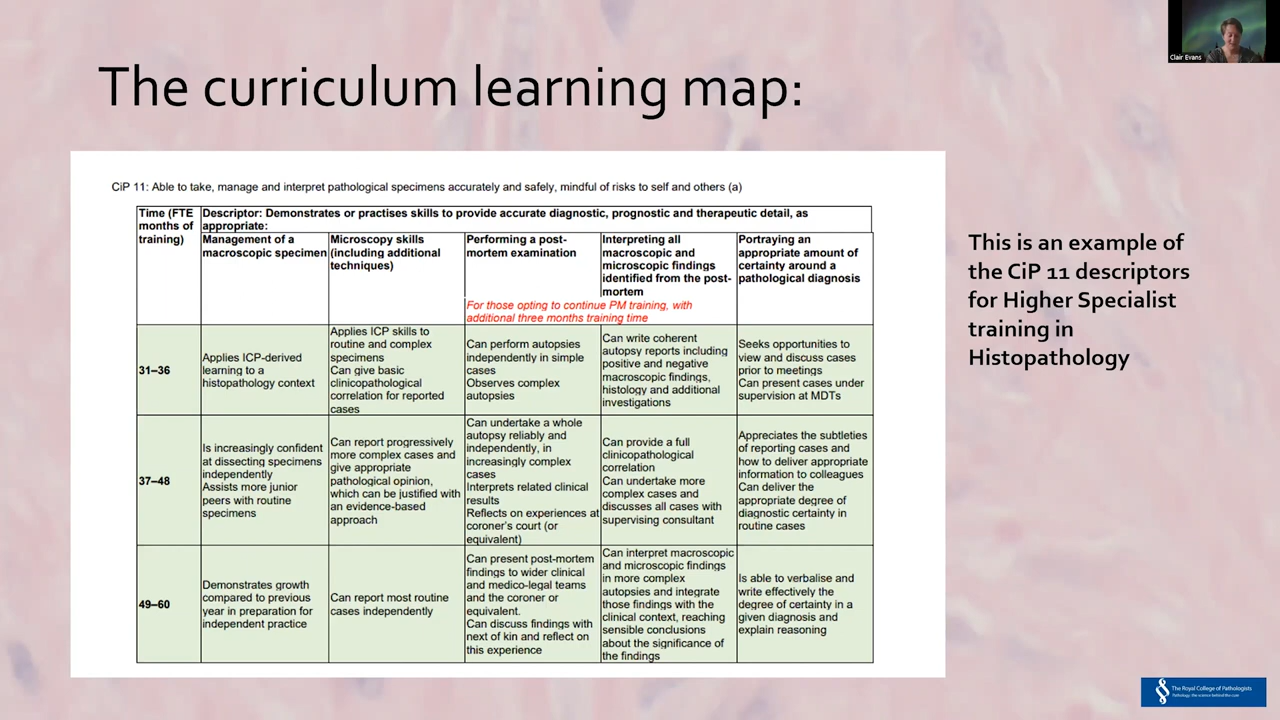 Clair Evans
The curriculum learning map:
CiP 11: Able to take, manage and interpret pathological specimens accurately and safely, mindful of risks to self and others (a)
Time (FTE
months of
training)
Descriptor: Demonstrates or practises skills to provide accurate diagnostic, prognostic and therapeutic detail, as
appropriate:
Management of a
macroscopic specimen
Microscopy skills
(including additional
techniques)
Performing a post-
mortem examination
Interpreting all
macroscopic and
microscopic findings
identified from the post-
mortem
Portraying an
appropriate amount of
certainty around a
pathological diagnosis
For those opting to continue PM training, with
additional three months training time
31–36
Applies ICP-derived
learning to a
histopathology context
Applies ICP skills to
routine and complex
specimens
Can give basic
clinicopathological
correlation for reported
cases
Can perform autopsies
independently in simple
cases
Observes complex
autopsies
Can write coherent
autopsy reports including
positive and negative
macroscopic findings,
histology and additional
investigations
Seeks opportunities to
view and discuss cases
prior to meetings
Can present cases under
supervision at MDTs
37–48
Is increasingly confident
at dissecting specimens
independently
Assists more junior
peers with routine
specimens
Can report progressively
more complex cases and
give appropriate
pathological opinion,
which can be justified with
an evidence-based
approach
Can undertake a whole
autopsy reliably and
independently, in
increasingly complex
cases
Interprets related clinical
results
Reflects on experiences at
coroner's court (or
equivalent)
Can provide a full
clinicopathological
correlation
Can undertake more
complex cases and
discusses all cases with
supervising consultant
Appreciates the subtleties
of reporting cases and
how to deliver appropriate
information to colleagues
Can deliver the
appropriate degree of
diagnostic certainty in
routine cases
49–60
Demonstrates growth
compared to previous
year in preparation for
independent practice
Can report most routine
cases independently
Can present post-mortem
findings to wider clinical
and medico-legal teams
and the coroner or
equivalent.
Can discuss findings with
next of kin and reflect on
this experience
Can interpret macroscopic
and microscopic findings
in more complex
autopsies and integrate
those findings with the
clinical context, reaching
sensible conclusions
about the significance of
the findings
Is able to verbalise and
write effectively the
degree of certainty in a
given diagnosis and
explain reasoning
This is an example of
the CiP 11 descriptors
for Higher Specialist
training in
Histopathology
The Royal College of Pathologists
Pathology: the science behind the cure